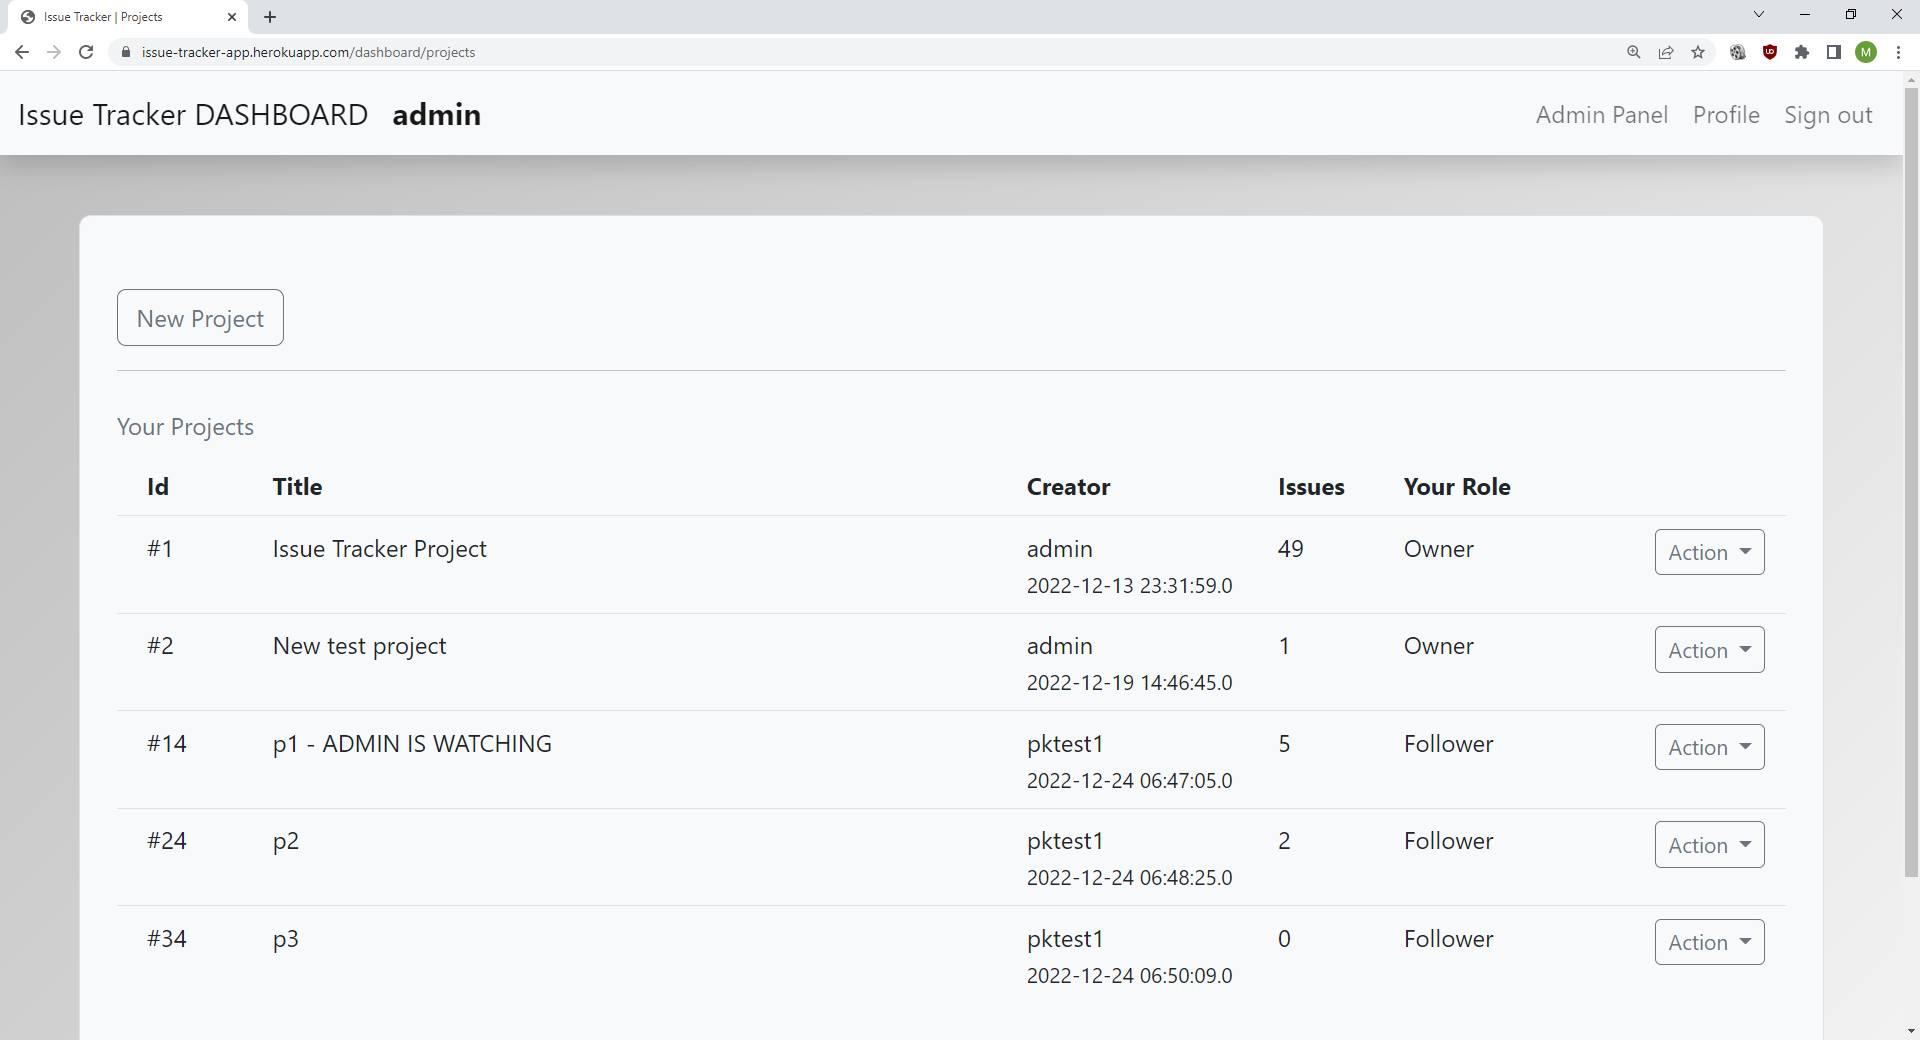 Issue Tracker | Projects
issue-tracker-app.herokuapp.com/dashboard/projects
M
Issue Tracker DASHBOARD admin Admin Panel Profile Sign out
New Project
Your Projects
Id Title Creator Issues Your Role
#1 Issue Tracker Project admin 49 Owner Action
2022-12-13 23:31:59.0
#2 New test project admin 1 Owner Action
2022-12-19 14:46:45.0
#14 p1 - ADMIN IS WATCHING pktest1 5 Follower Action
2022-12-24 06:47:05.0
#24 p2 pktest1 2 Follower Action
2022-12-24 06:48:25.0
#34 p3 pktest1 0 Follower Action
2022-12-24 06:50:09.0